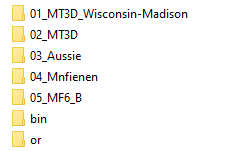 01_MT3D_Wisconsin-Madison
02_MT3D
03_Aussie
04_Mnfienen
05_MF6_B
bin
or